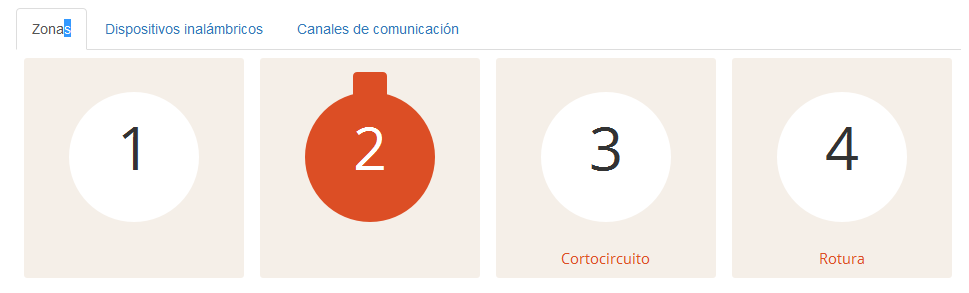 Zonas Dispositivos inalámbricos Canales de comunicación
1 2 3 4
Cortocircuito Rotura